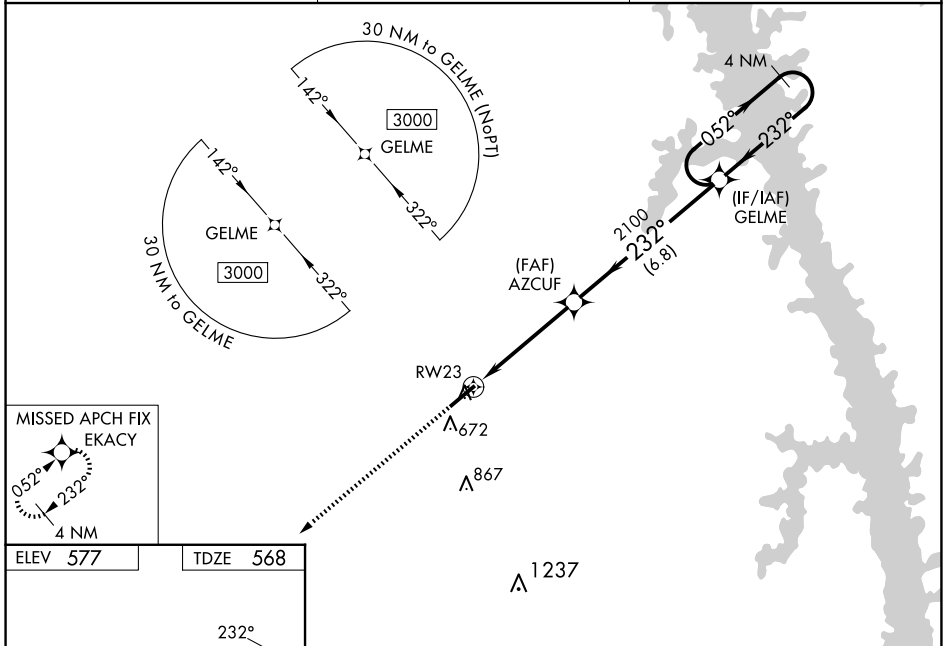 30 NM to GELME (NoPT)
142°
3000
GELME
322°
142°
GELME
3000
322°
30 NM to GELME
4 NM
052°
232°
(IF/IAF)
GELME
2100
232°
(6.8)
(FAF)
AZCUF
RW23
672
867
1237
MISSED APCH FIX
EKACY
052°
232°
4 NM
ELEV 577
TDZE 568
232°